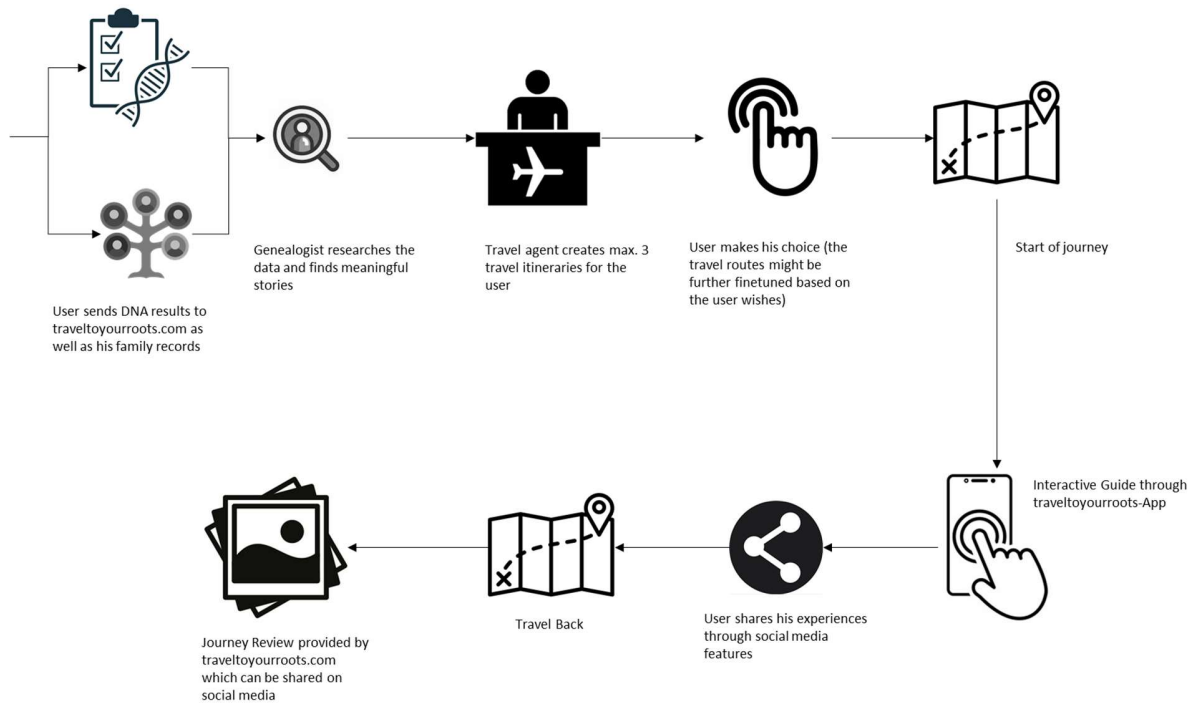 User sends DNA results to
traveltoyourroots.com as
well as his family records
Genealogist researches the
data and finds meaningful
stories
Travel agent creates max. 3
travel itineraries for the
user
User makes his choice (the
travel routes might be
further finetuned based on
the user wishes)
Start of journey
Interactive Guide through
traveltoyourroots-App
User shares his experiences
through social media
features
Travel Back
Journey Review provided by
traveltoyourroots.com
which can be shared on
social media